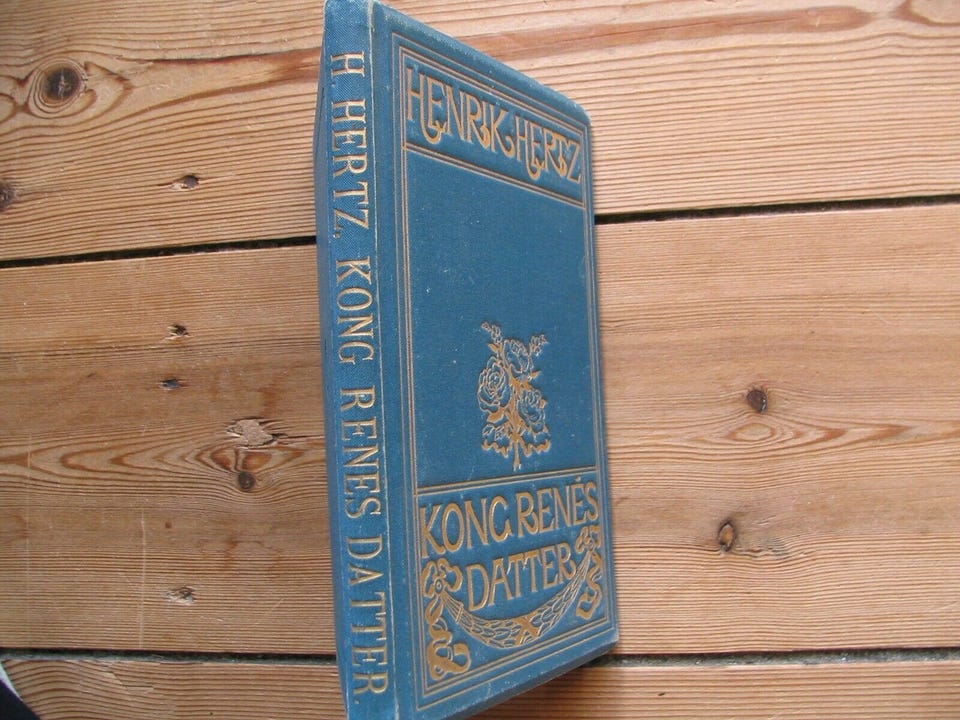 H HERTZ, KONG RENES DATTER
HENRIK HERTZ
KONG RENÉS
DATTER